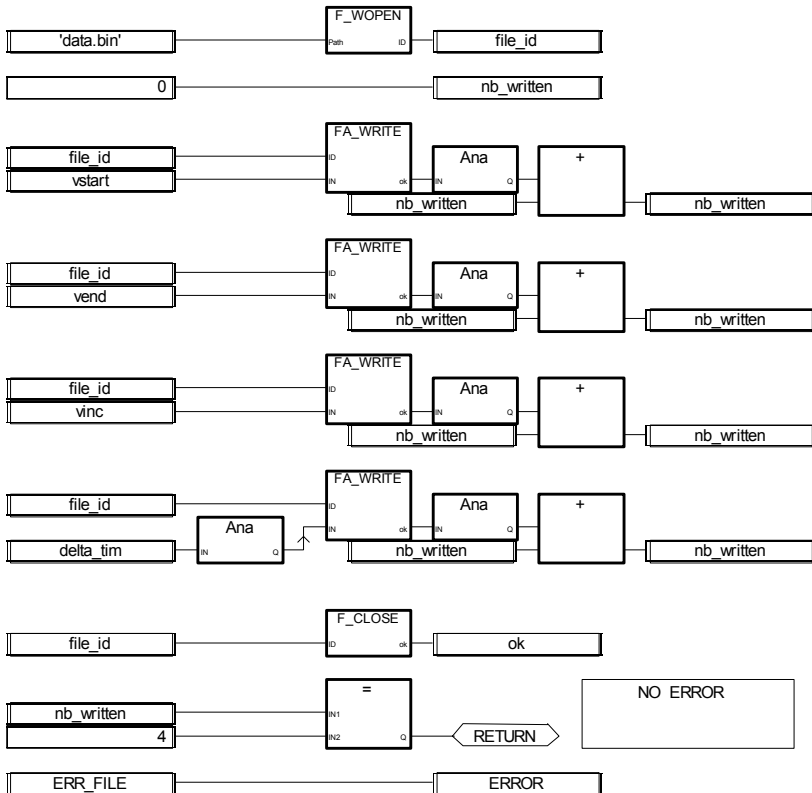 F_WOPEN
'data.bin' Path ID file_id
0 nb_written
FA_WRITE
file_id ID Ana +
vstart IN ok IN Q
nb_written nb_written
FA_WRITE
file_id ID Ana +
vend IN ok IN Q
nb_written nb_written
FA_WRITE
file_id ID Ana +
vinc IN ok IN Q
nb_written nb_written
FA_WRITE
file_id ID Ana +
Ana IN ok IN Q
delta_tim IN Q nb_written nb_written
F_CLOSE
file_id ID ok ok
= NO ERROR
nb_written IN1
4 IN2 Q RETURN
ERR_FILE ERROR